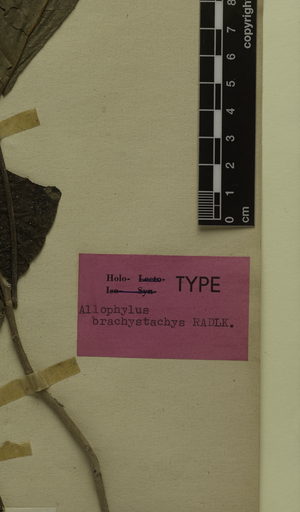 8
7
6
5
4
3
2
1
0
cm
copyright
Holo- Lecto- TYPE
Iso- Syn-
Allophylus
brachystachys RADLK.